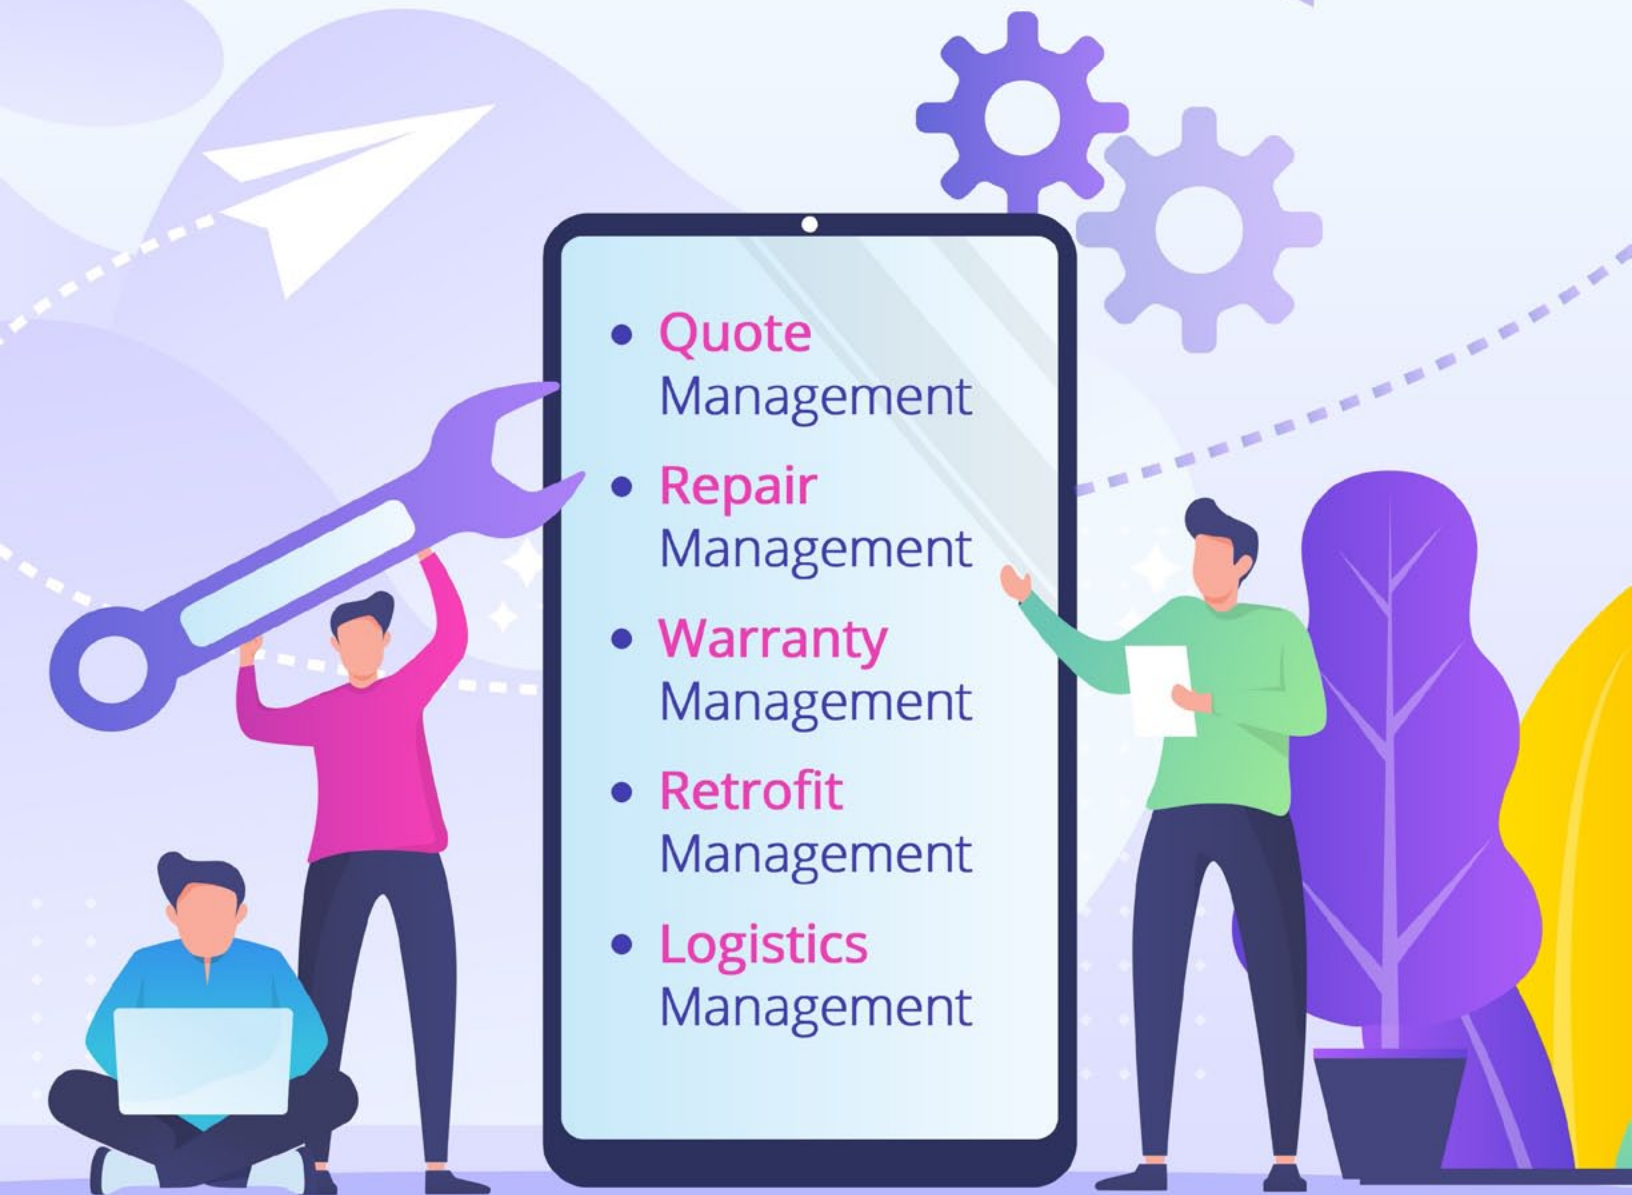 • Quote
Management
• Repair
Management
• Warranty
Management
• Retrofit
Management
• Logistics
Management